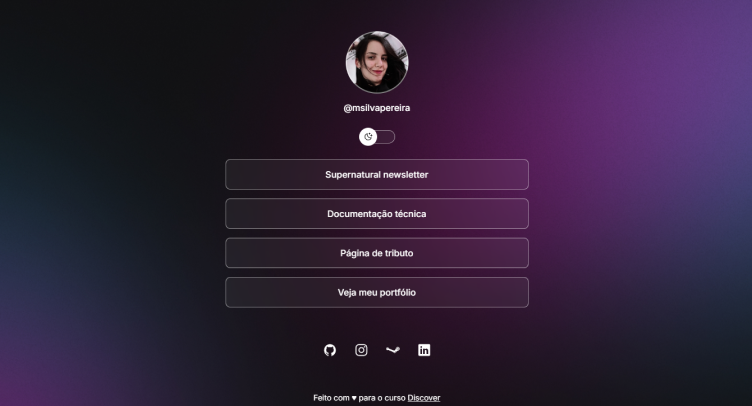 @msilvapereira
Supernatural newsletter
Documentação técnica
Página de tributo
Veja meu portfólio
Feito com ♥ para o curso Discover